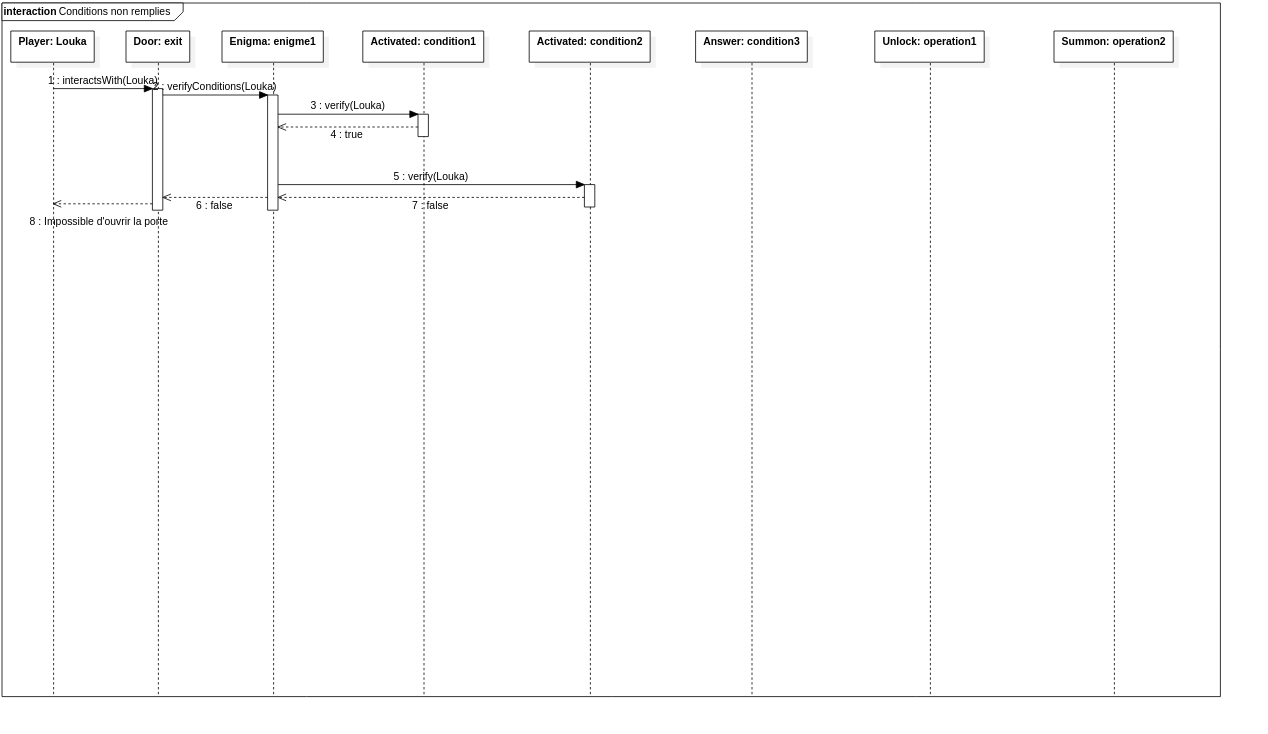 interaction Conditions non remplies
Player: Louka
Door: exit
Enigma: enigme1
Activated: condition1
Activated: condition2
Answer: condition3
Unlock: operation1
Summon: operation2
1 : interactsWith(Louka)
2 : verifyConditions(Louka)
3 : verify(Louka)
4 : true
5 : verify(Louka)
6 : false
7 : false
8 : Impossible d'ouvrir la porte